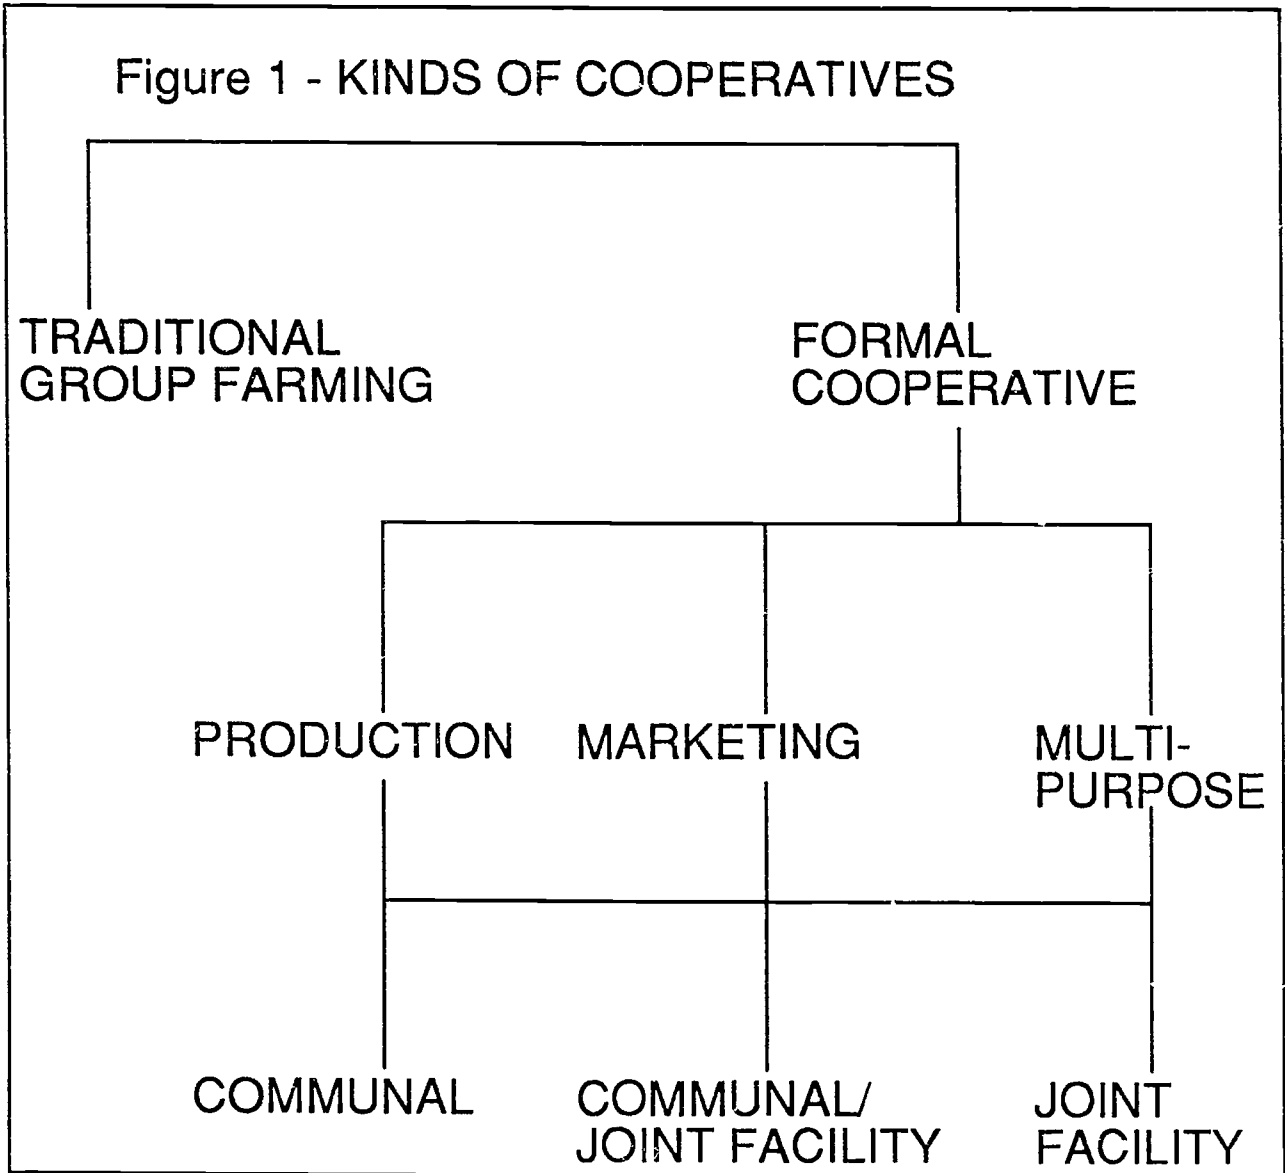 Figure 1 - KINDS OF COOPERATIVES
TRADITIONAL
GROUP FARMING
FORMAL
COOPERATIVE
PRODUCTION
MARKETING
MULTI-
PURPOSE
COMMUNAL
COMMUNAL/
JOINT FACILITY
JOINT
FACILITY